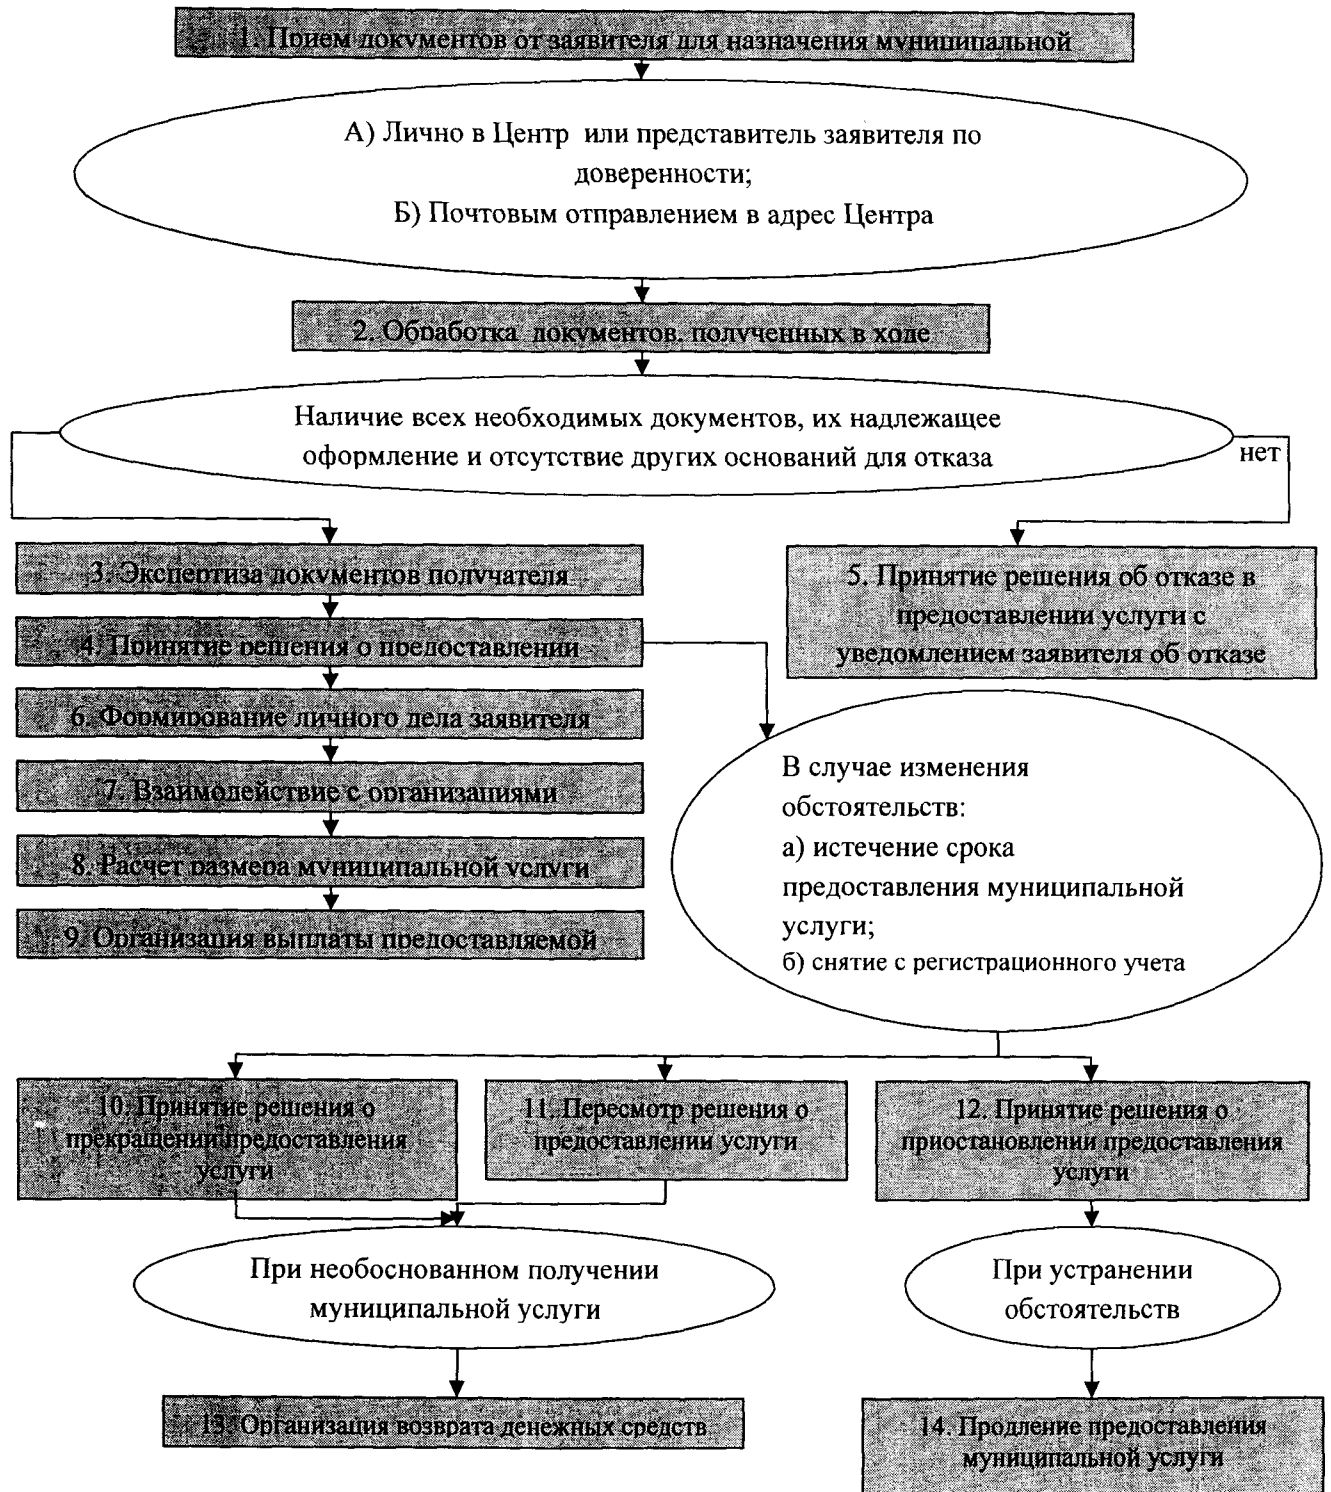 1. Прием документов от заявителя для назначения муниципальной
А) Лично в Центр или представитель заявителя по
доверенности;
Б) Почтовым отправлением в адрес Центра
2. Обработка документов, полученных в ходе
Наличие всех необходимых документов, их надлежащее
оформление и отсутствие других оснований для отказа
нет
3. Экспертиза документов получателя
4. Принятие решения о предоставлении
6. Формирование личного дела заявителя
7. Взаимодействие с организациями
8. Расчет размера муниципальной услуги
9. Организация выплаты предоставляемой
5. Принятие решения об отказе в
предоставлении услуги с
уведомлением заявителя об отказе
В случае изменения
обстоятельств:
а) истечение срока
предоставления муниципальной
услуги;
б) снятие с регистрационного учета
10. Принятие решения о
прекращении предоставления
услуги
11. Пересмотр решения о
предоставлении услуги
12. Принятие решения о
приостановлении предоставления
услуги
При необоснованном получении
муниципальной услуги
При устранении
обстоятельств
13. Организация возврата денежных средств
14. Продление предоставления
муниципальной услуги